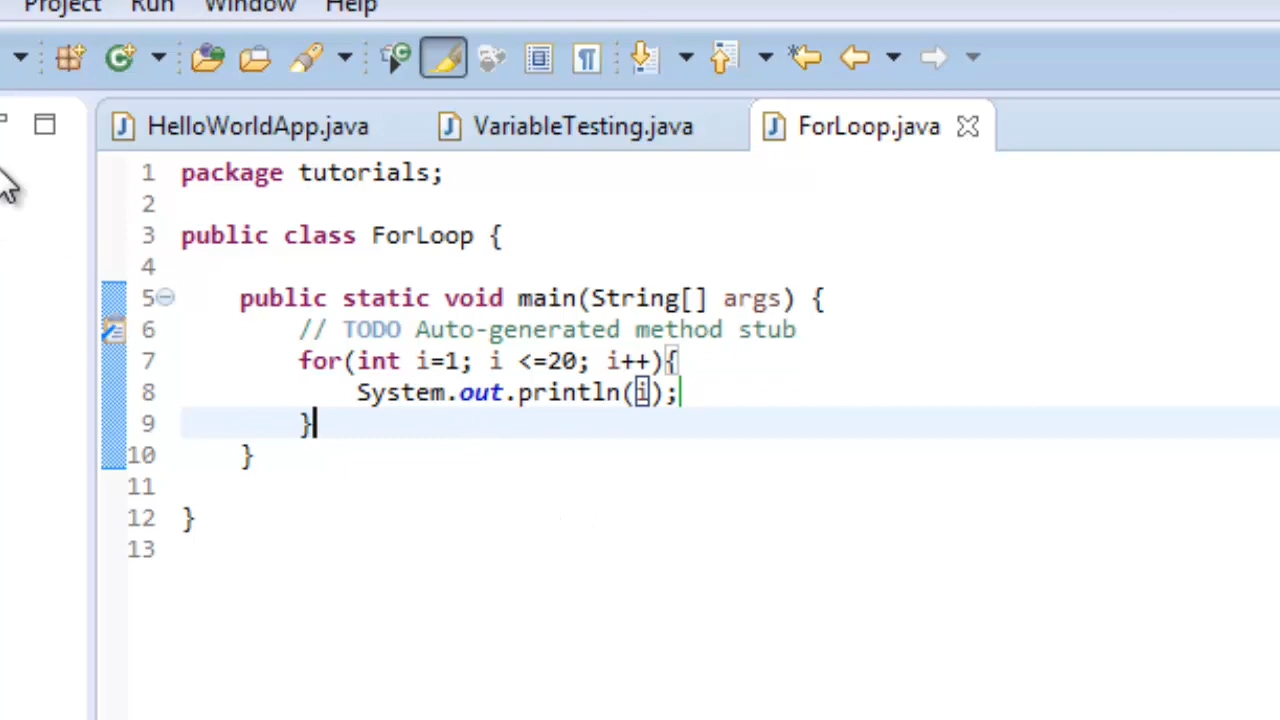 Project Run Window Help
HelloWorldApp.java VariableTesting.java ForLoop.java
1 package tutorials;
2
3 public class ForLoop {
4
5 public static void main(String[] args) {
6 // TODO Auto-generated method stub
7 for(int i=1; i <=20; i++){
8 System.out.println(i);
9 }
10 }
11
12 }
13